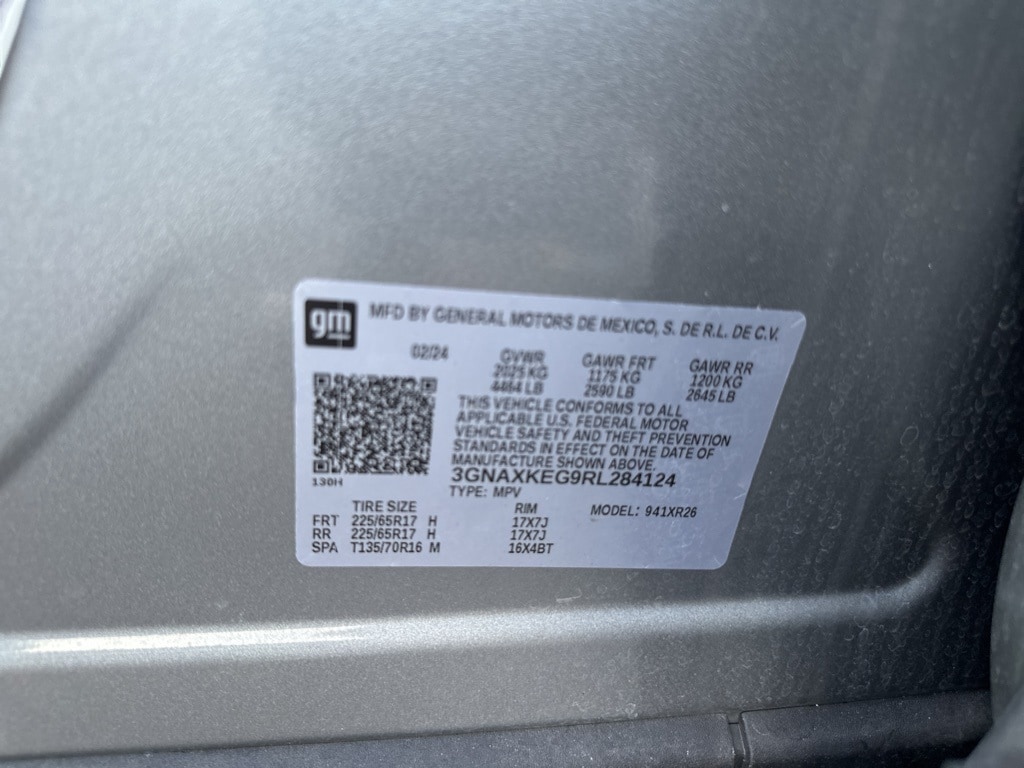 gm MFD BY GENERAL MOTORS DE MEXICO, S. DE R.L. DE C.V.
02/24 GVWR GAWR FRT GAWR RR
2025 KG 1175 KG 1200 KG
4464 LB 2590 LB 2645 LB
THIS VEHICLE CONFORMS TO ALL
APPLICABLE U.S. FEDERAL MOTOR
VEHICLE SAFETY AND THEFT PREVENTION
STANDARDS IN EFFECT ON THE DATE OF
MANUFACTURE SHOWN ABOVE.
130H 3GNAXKEG9RL284124
TYPE: MPV
TIRE SIZE RIM MODEL: 941XR26
FRT 225/65R17 H 17X7J
RR 225/65R17 H 17X7J
SPA T135/70R16 M 16X4BT